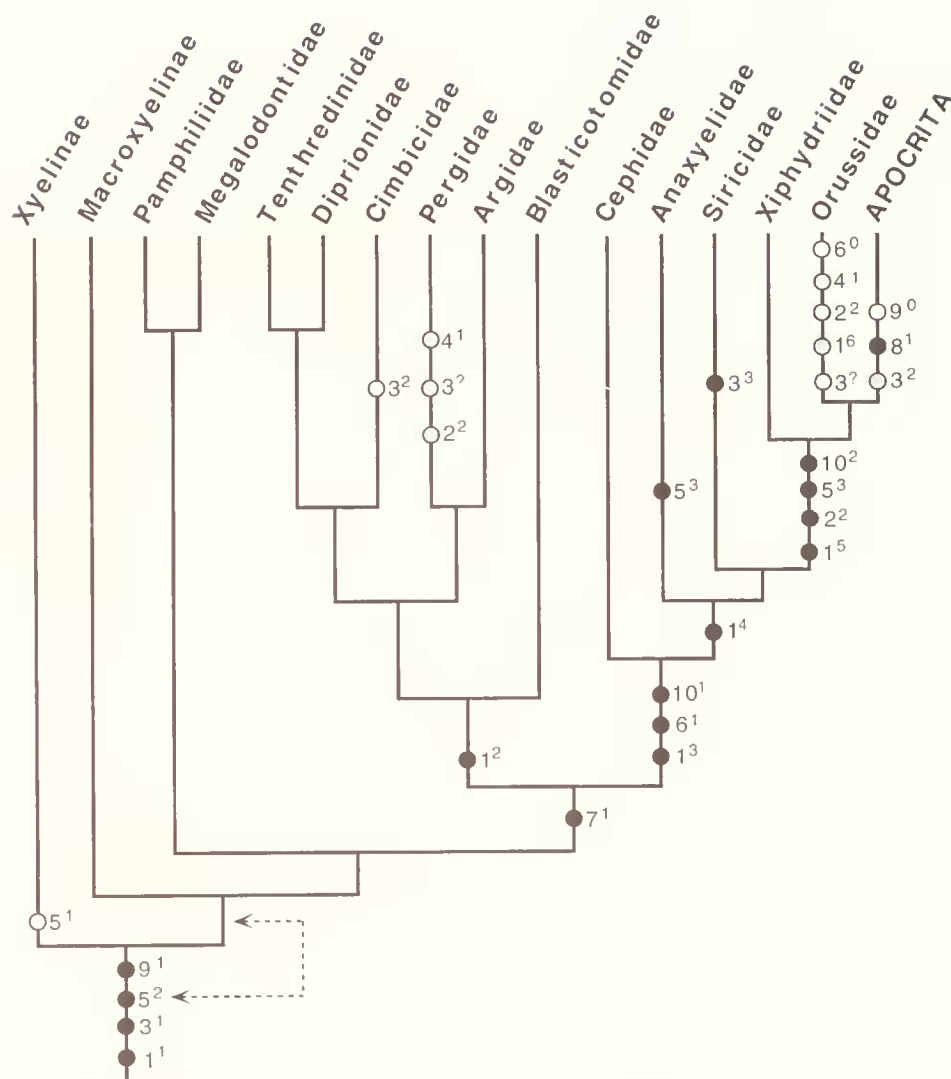 Xyelinae
Macroxyelinae
Pamphiliidae
Megalodontidae
Tenthredinidae
Diprionidae
Cimbicidae
Pergidae
Argidae
Blasticotomidae
Cephidae
Anaxyelidae
Siricidae
Xiphydriidae
Orussidae
APOCRITA
6⁰
4¹
2² 9⁰
4¹ 1⁶ 8¹
3² 3? 3³ 3? 3²
2²
10²
5³ 5³
2²
1⁵
1⁴
10¹
6¹
1² 1³
7¹
5¹
9¹
5²
3¹
1¹